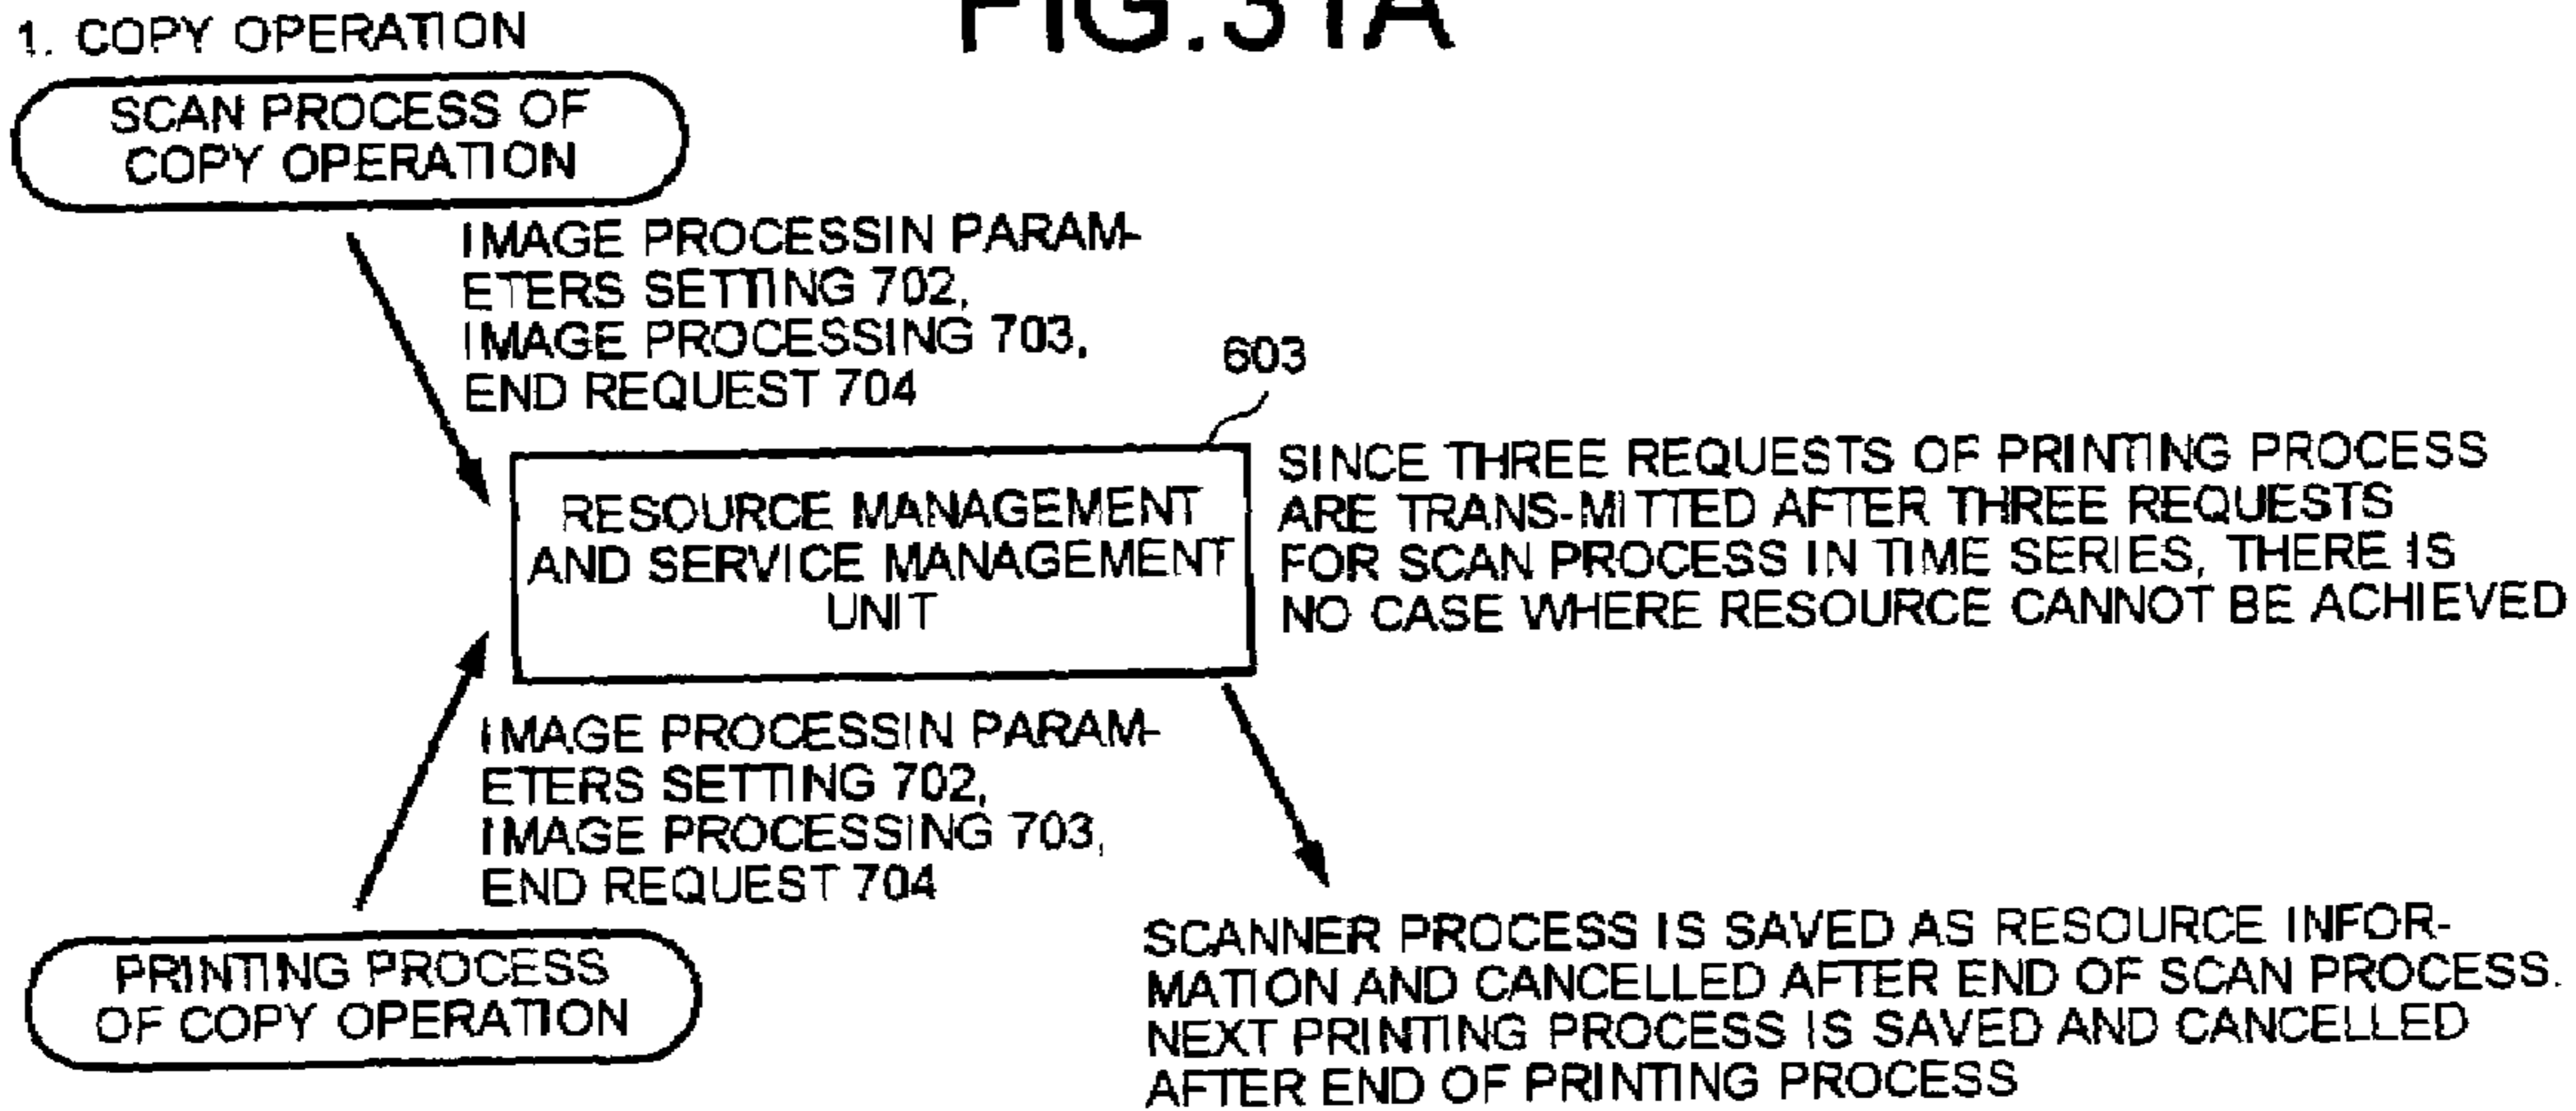 FIG.31A
1. COPY OPERATION
SCAN PROCESS OF
COPY OPERATION
IMAGE PROCESSIN PARAM-
ETERS SETTING 702,
IMAGE PROCESSING 703,
END REQUEST 704
603
RESOURCE MANAGEMENT
AND SERVICE MANAGEMENT
UNIT
SINCE THREE REQUESTS OF PRINTING PROCESS
ARE TRANS-MITTED AFTER THREE REQUESTS
FOR SCAN PROCESS IN TIME SERIES, THERE IS
NO CASE WHERE RESOURCE CANNOT BE ACHIEVED
IMAGE PROCESSIN PARAM-
ETERS SETTING 702,
IMAGE PROCESSING 703,
END REQUEST 704
PRINTING PROCESS
OF COPY OPERATION
SCANNER PROCESS IS SAVED AS RESOURCE INFOR-
MATION AND CANCELLED AFTER END OF SCAN PROCESS.
NEXT PRINTING PROCESS IS SAVED AND CANCELLED
AFTER END OF PRINTING PROCESS